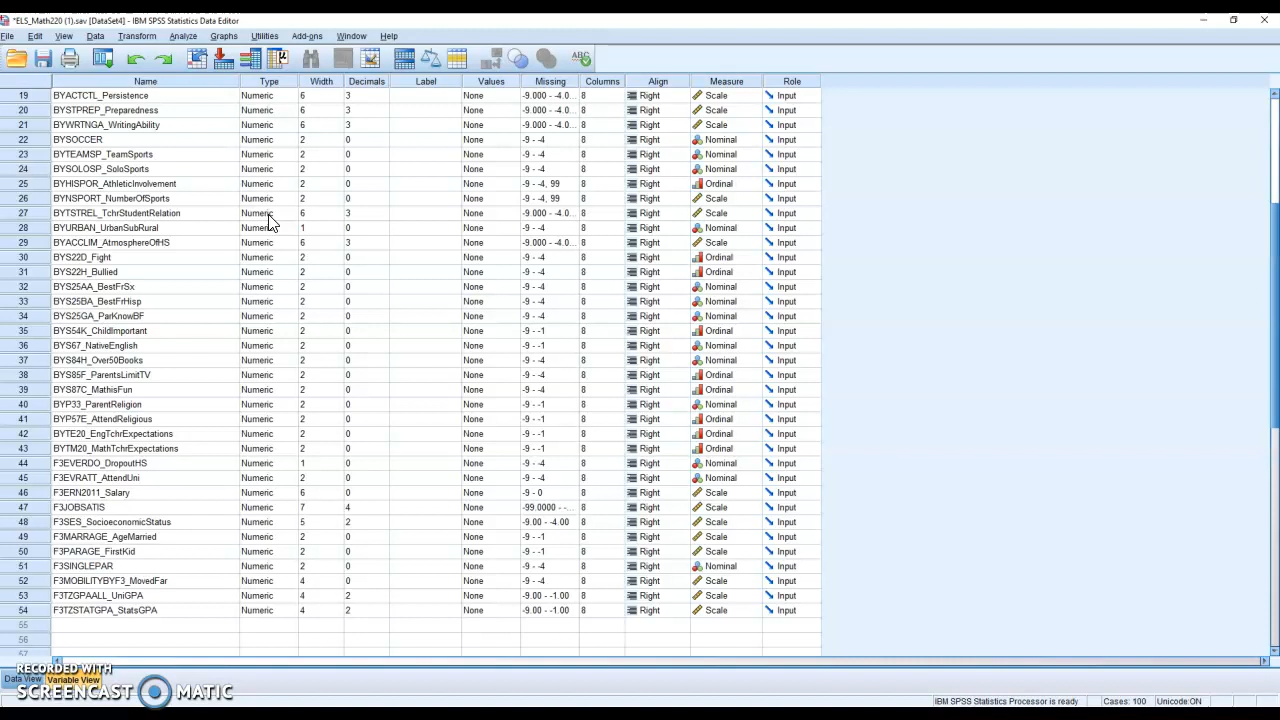 *ELS_Math220 (1).sav [DataSet4] - IBM SPSS Statistics Data Editor
File Edit View Data Transform Analyze Graphs Utilities Add-ons Window Help
Name Type Width Decimals Label Values Missing Columns Align Measure Role
19 BYACTCTL_Persistence Numeric 6 3 None -9.000 - -4.0... 8 Right Scale Input
20 BYSTPREP_Preparedness Numeric 6 3 None -9.000 - -4.0... 8 Right Scale Input
21 BYWRTNGA_WritingAbility Numeric 6 3 None -9.000 - -4.0... 8 Right Scale Input
22 BYSOCCER Numeric 2 0 None -9 - -4 8 Right Nominal Input
23 BYTEAMSP_TeamSports Numeric 2 0 None -9 - -4 8 Right Nominal Input
24 BYSOLOSP_SoloSports Numeric 2 0 None -9 - -4 8 Right Nominal Input
25 BYHISPOR_AthleticInvolvement Numeric 2 0 None -9 - -4, 99 8 Right Ordinal Input
26 BYNSPORT_NumberOfSports Numeric 2 0 None -9 - -4, 99 8 Right Scale Input
27 BYTSTREL_TchrStudentRelation Numeric 6 3 None -9.000 - -4.0... 8 Right Scale Input
28 BYURBAN_UrbanSubRural Numeric 1 0 None -9 - -4 8 Right Nominal Input
29 BYACCLIM_AtmosphereOfHS Numeric 6 3 None -9.000 - -4.0... 8 Right Scale Input
30 BYS22D_Fight Numeric 2 0 None -9 - -4 8 Right Ordinal Input
31 BYS22H_Bullied Numeric 2 0 None -9 - -4 8 Right Ordinal Input
32 BYS25AA_BestFrSx Numeric 2 0 None -9 - -4 8 Right Nominal Input
33 BYS25BA_BestFrHisp Numeric 2 0 None -9 - -4 8 Right Nominal Input
34 BYS25GA_ParKnowBF Numeric 2 0 None -9 - -4 8 Right Nominal Input
35 BYS54K_ChildImportant Numeric 2 0 None -9 - -1 8 Right Ordinal Input
36 BYS67_NativeEnglish Numeric 2 0 None -9 - -1 8 Right Nominal Input
37 BYS84H_Over50Books Numeric 2 0 None -9 - -4 8 Right Nominal Input
38 BYS85F_ParentsLimitTV Numeric 2 0 None -9 - -4 8 Right Ordinal Input
39 BYS87C_MathisFun Numeric 2 0 None -9 - -4 8 Right Ordinal Input
40 BYP33_ParentReligion Numeric 2 0 None -9 - -1 8 Right Nominal Input
41 BYP57E_AttendReligious Numeric 2 0 None -9 - -1 8 Right Ordinal Input
42 BYTE20_EngTchrExpectations Numeric 2 0 None -9 - -1 8 Right Ordinal Input
43 BYTM20_MathTchrExpectations Numeric 2 0 None -9 - -1 8 Right Ordinal Input
44 F3EVERDO_DropoutHS Numeric 1 0 None -9 - -4 8 Right Nominal Input
45 F3EVRATT_AttendUni Numeric 2 0 None -9 - -4 8 Right Nominal Input
46 F3ERN2011_Salary Numeric 6 0 None -9 - 0 8 Right Scale Input
47 F3JOBSATIS Numeric 7 4 None -99.0000 - -... 8 Right Scale Input
48 F3SES_SocioeconomicStatus Numeric 5 2 None -9.00 - -4.00 8 Right Scale Input
49 F3MARRAGE_AgeMarried Numeric 2 0 None -9 - -1 8 Right Scale Input
50 F3PARAGE_FirstKid Numeric 2 0 None -9 - -1 8 Right Scale Input
51 F3SINGLEPAR Numeric 2 0 None -9 - -4 8 Right Nominal Input
52 F3MOBILITYBYF3_MovedFar Numeric 4 0 None -9 - -4 8 Right Scale Input
53 F3TZGPAALL_UniGPA Numeric 4 2 None -9.00 - -1.00 8 Right Scale Input
54 F3TZSTATGPA_StatsGPA Numeric 4 2 None -9.00 - -1.00 8 Right Scale Input
55
56
57
Data View Variable View
RECORDED WITH
SCREENCAST MATIC
IBM SPSS Statistics Processor is ready Cases: 100 Unicode:ON